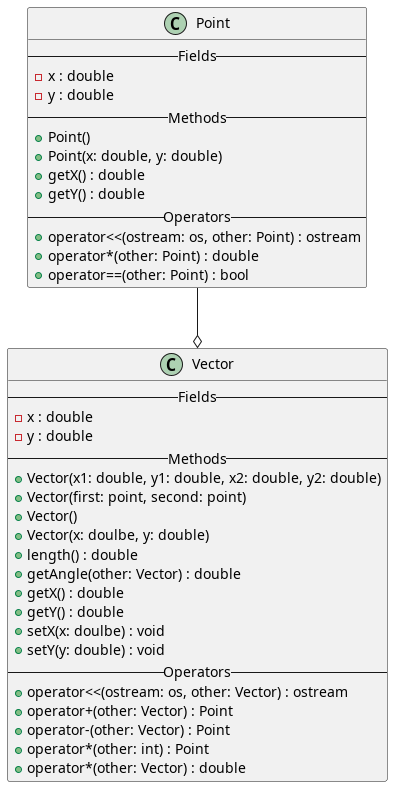 C Point
Fields
x : double
y : double
Methods
Point()
Point(x: double, y: double)
getX() : double
getY() : double
Operators
operator<<(ostream: os, other: Point) : ostream
operator*(other: Point) : double
operator==(other: Point) : bool
C Vector
Fields
x : double
y : double
Methods
Vector(x1: double, y1: double, x2: double, y2: double)
Vector(first: point, second: point)
Vector()
Vector(x: doulbe, y: double)
length() : double
getAngle(other: Vector) : double
getX() : double
getY() : double
setX(x: doulbe) : void
setY(y: double) : void
Operators
operator<<(ostream: os, other: Vector) : ostream
operator+(other: Vector) : Point
operator-(other: Vector) : Point
operator*(other: int) : Point
operator*(other: Vector) : double